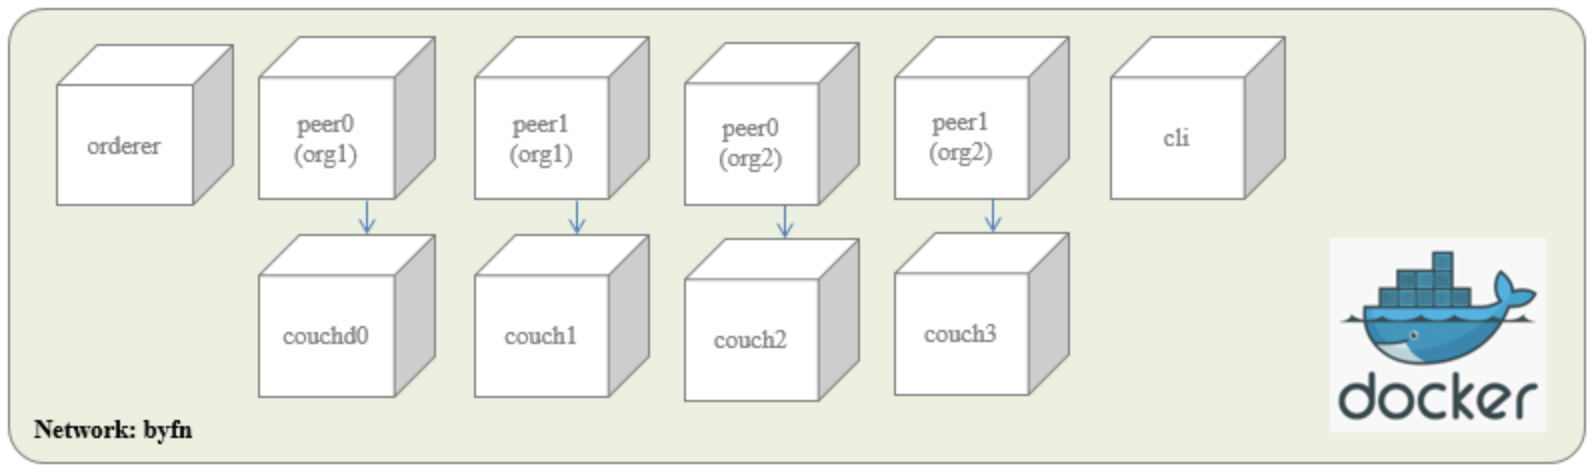 orderer
peer0
(org1)
peer1
(org1)
peer0
(org2)
peer1
(org2)
cli
couchd0
couch1
couch2
couch3
docker
Network: byfn